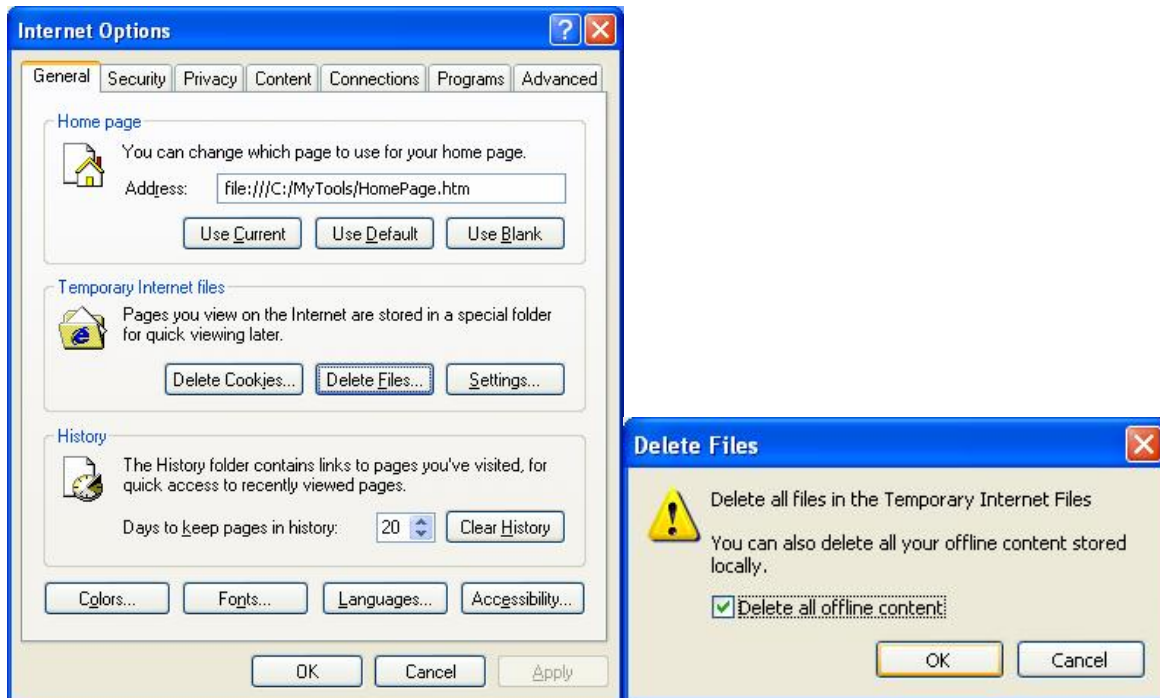 Internet Options
General Security Privacy Content Connections Programs Advanced
Home page
You can change which page to use for your home page.
Address: file:///C:/MyTools/HomePage.htm
Use Current Use Default Use Blank
Temporary Internet files
Pages you view on the Internet are stored in a special folder
for quick viewing later.
Delete Cookies... Delete Files... Settings...
History
The History folder contains links to pages you've visited, for
quick access to recently viewed pages.
Days to keep pages in history: 20 Clear History
Colors... Fonts... Languages... Accessibility...
OK Cancel Apply
Delete Files
Delete all files in the Temporary Internet Files
You can also delete all your offline content stored
locally.
Delete all offline content
OK Cancel